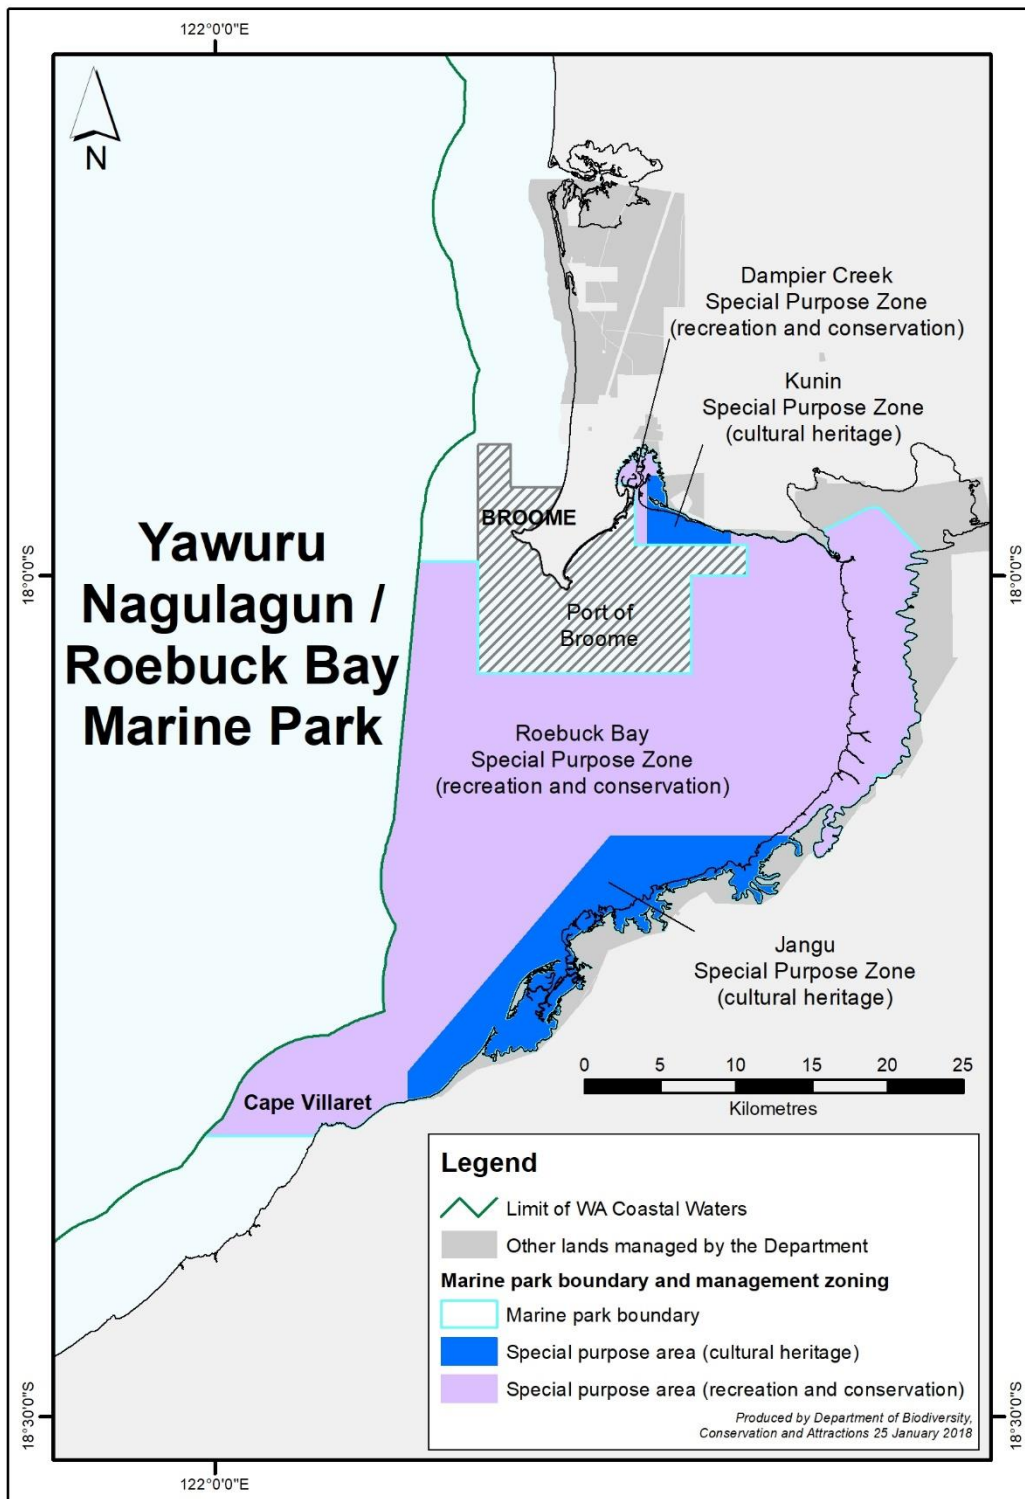 122°0'0"E
N
Dampier Creek
Special Purpose Zone
(recreation and conservation)
Kunin
Special Purpose Zone
(cultural heritage)
BROOME
Yawuru
Nagulagun /
Roebuck Bay
Marine Park
18°0'0"S
18°0'0"S
Port of
Broome
Roebuck Bay
Special Purpose Zone
(recreation and conservation)
Jangu
Special Purpose Zone
(cultural heritage)
0 5 10 15 20 25
Kilometres
Cape Villaret
Legend
Limit of WA Coastal Waters
Other lands managed by the Department
Marine park boundary and management zoning
Marine park boundary
Special purpose area (cultural heritage)
Special purpose area (recreation and conservation)
Produced by Department of Biodiversity,
Conservation and Attractions 25 January 2018
18°30'0"S
18°30'0"S
122°0'0"E